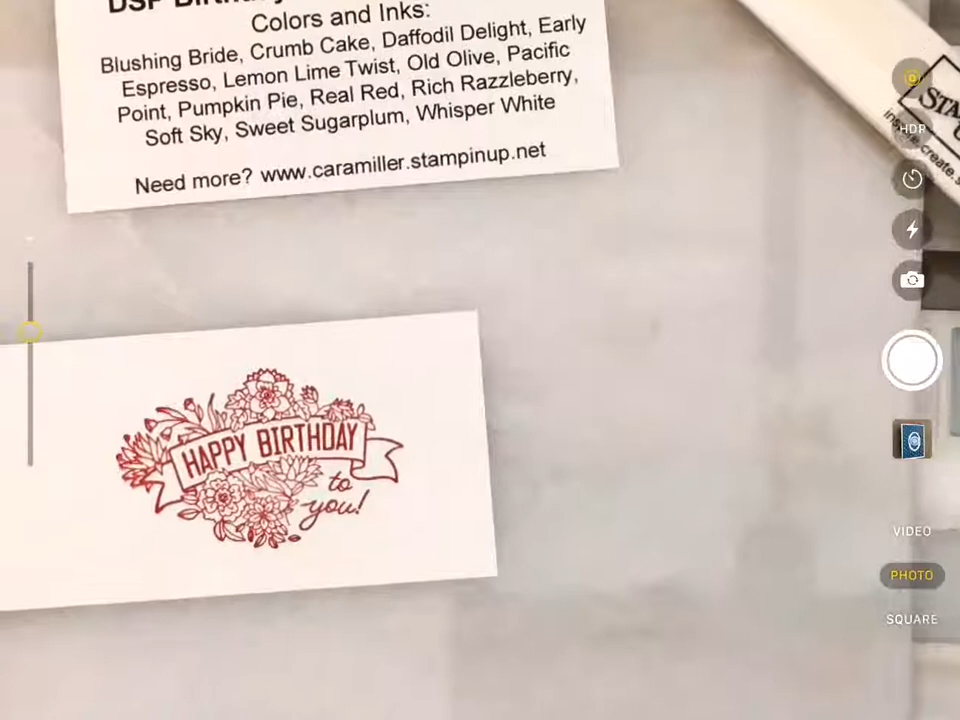 Colors and Inks:
Blushing Bride, Crumb Cake, Daffodil Delight, Early
Espresso, Lemon Lime Twist, Old Olive, Pacific
Point, Pumpkin Pie, Real Red, Rich Razzleberry,
Soft Sky, Sweet Sugarplum, Whisper White
Need more? www.caramiller.stampinup.net
HAPPY BIRTHDAY
to
you!
HDR
VIDEO
PHOTO
SQUARE